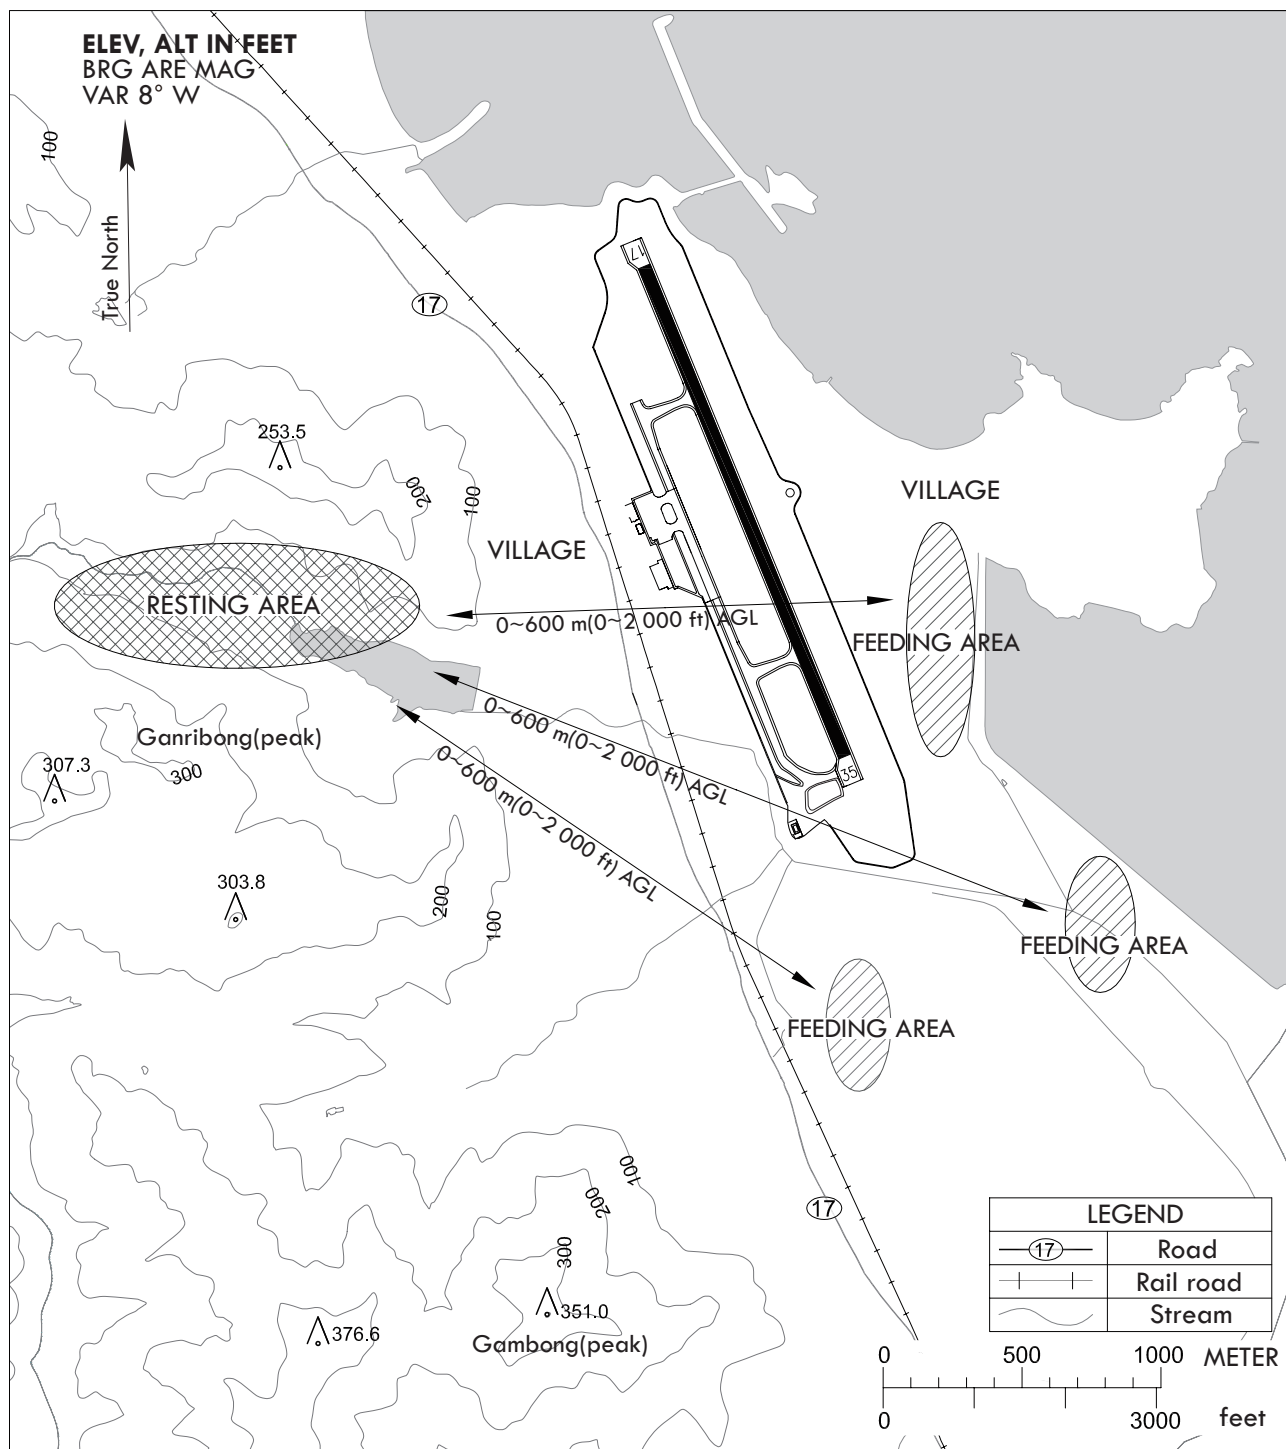 ELEV, ALT IN FEET
BRG ARE MAG
VAR 8° W
100
True North
17
17
253.5
200
100
VILLAGE
VILLAGE
RESTING AREA
0~600 m(0~2 000 ft) AGL
FEEDING AREA
0~600 m(0~2 000 ft) AGL
Ganribong(peak)
0~600 m(0~2 000 ft) AGL
307.3
300
35
303.8
200
100
FEEDING AREA
FEEDING AREA
100
200
17
300
351.0
376.6
Gambong(peak)
LEGEND
17 Road
Rail road
Stream
0 500 1000 METER
0 3000 feet